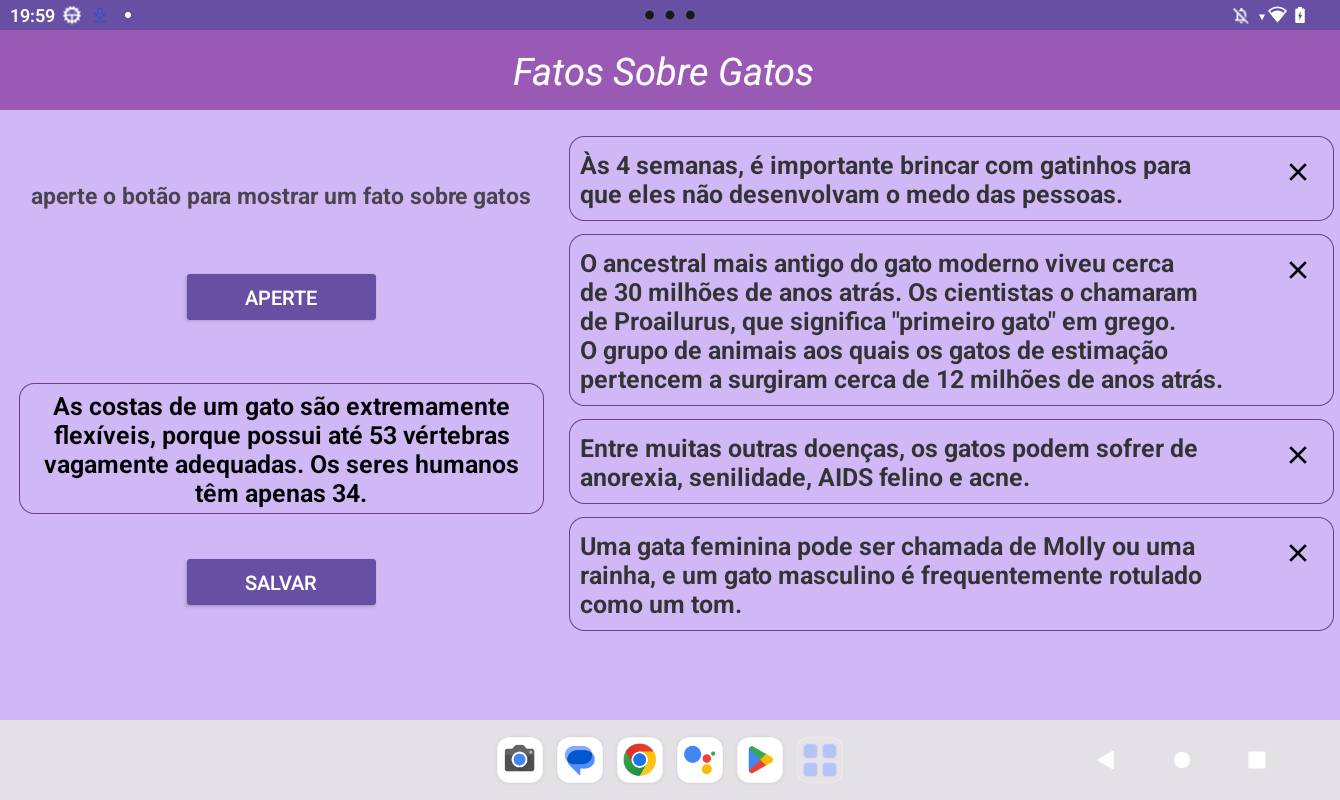 19:59
Fatos Sobre Gatos
aperte o botão para mostrar um fato sobre gatos
APERTE
As costas de um gato são extremamente
flexíveis, porque possui até 53 vértebras
vagamente adequadas. Os seres humanos
têm apenas 34.
SALVAR
Às 4 semanas, é importante brincar com gatinhos para
que eles não desenvolvam o medo das pessoas.
O ancestral mais antigo do gato moderno viveu cerca
de 30 milhões de anos atrás. Os cientistas o chamaram
de Proailurus, que significa "primeiro gato" em grego.
O grupo de animais aos quais os gatos de estimação
pertencem a surgiram cerca de 12 milhões de anos atrás.
Entre muitas outras doenças, os gatos podem sofrer de
anorexia, senilidade, AIDS felino e acne.
Uma gata feminina pode ser chamada de Molly ou uma
rainha, e um gato masculino é frequentemente rotulado
como um tom.